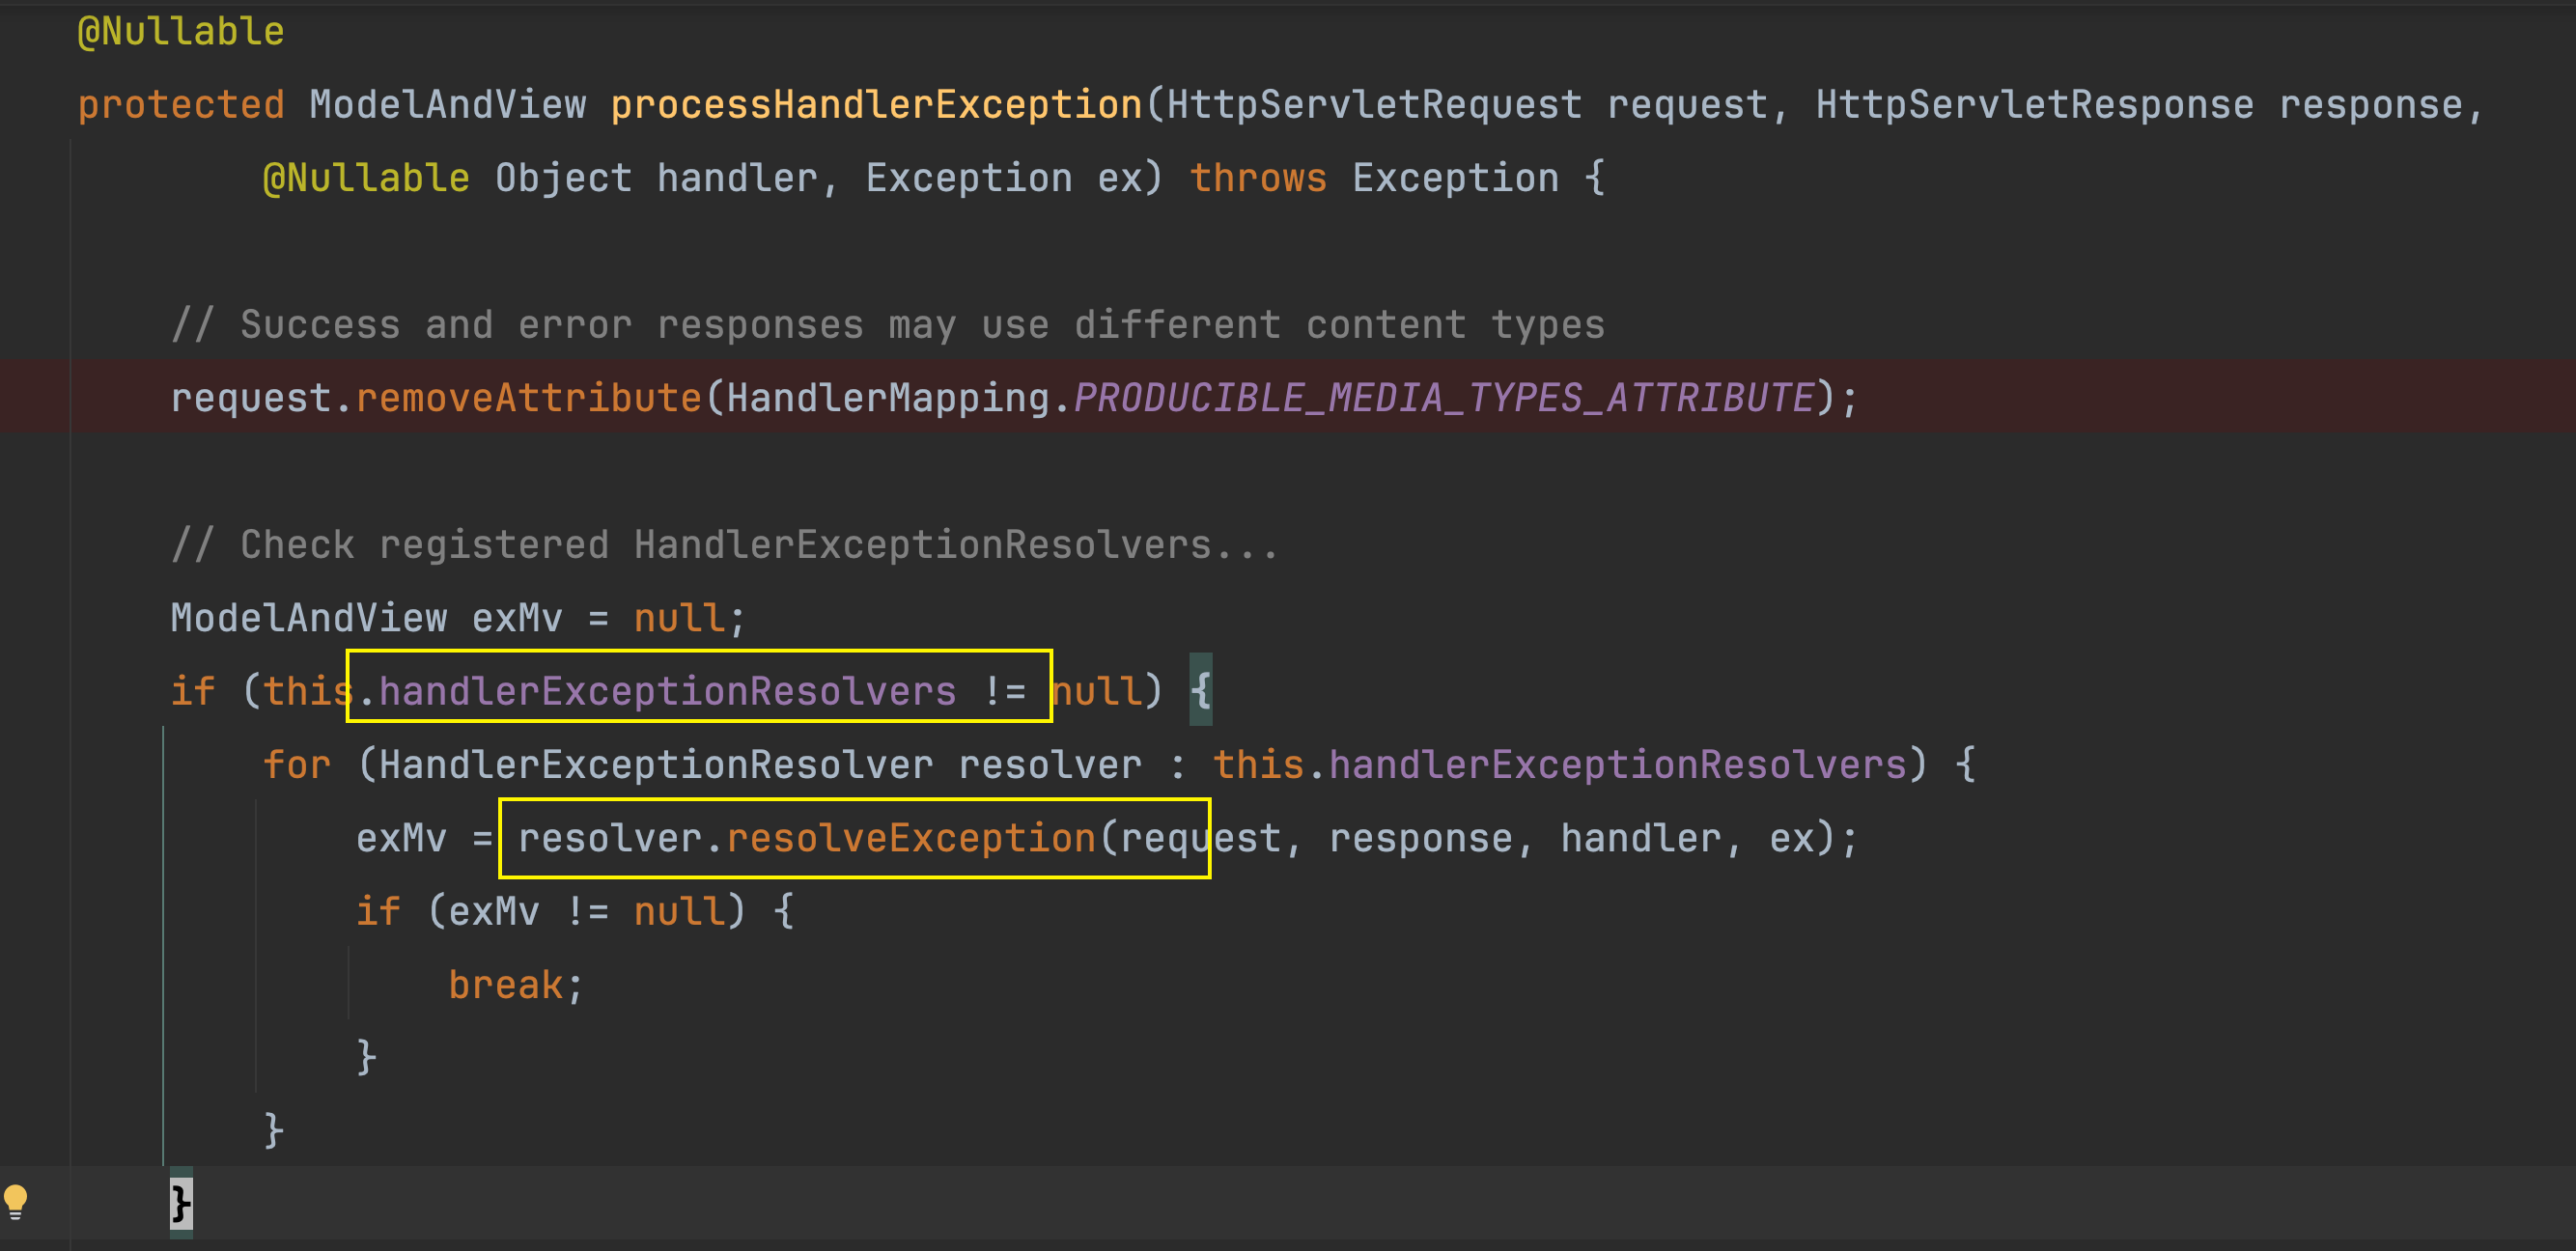 @Nullable
protected ModelAndView processHandlerException(HttpServletRequest request, HttpServletResponse response,
@Nullable Object handler, Exception ex) throws Exception {
// Success and error responses may use different content types
request.removeAttribute(HandlerMapping.PRODUCIBLE_MEDIA_TYPES_ATTRIBUTE);
// Check registered HandlerExceptionResolvers...
ModelAndView exMv = null;
if (this.handlerExceptionResolvers != null) {
for (HandlerExceptionResolver resolver : this.handlerExceptionResolvers) {
exMv = resolver.resolveException(request, response, handler, ex);
if (exMv != null) {
break;
}
}
}